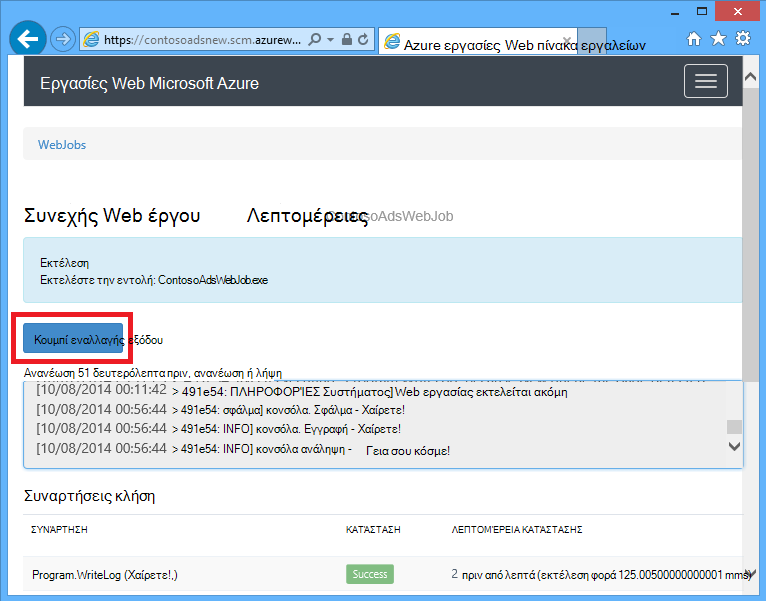 https://contosoadsnew.scm.azurew... Azure εργασίες Web πίνακα εργαλείων
Εργασίες Web Microsoft Azure
WebJobs
Συνεχής Web έργου Λεπτομέρειες ContosoAdsWebJob
Εκτέλεση
Εκτελέστε την εντολή: ContosoAdsWebJob.exe
Κουμπί εναλλαγής εξόδου
Ανανέωση 51 δευτερόλεπτα πριν, ανανέωση ή λήψη
[10/08/2014 00:11:42 > 491e54: ΠΛΗΡΟΦΟΡΊΕΣ Συστήματος] Web εργασίας εκτελείται ακόμη
[10/08/2014 00:56:44 > 491e54: σφάλμα] κονσόλα. Σφάλμα - Χαίρετε!
[10/08/2014 00:56:44 > 491e54: INFO] κονσόλα. Εγγραφή - Χαίρετε!
[10/08/2014 00:56:44 > 491e54: INFO] κονσόλα ανάληψη - Γεια σου κόσμε!
Συναρτήσεις κλήση
ΣΥΝΆΡΤΗΣΗ ΚΑΤΆΣΤΑΣΗ ΛΕΠΤΟΜΈΡΕΙΑ ΚΑΤΆΣΤΑΣΗΣ
Program.WriteLog (Χαίρετε!,) Success 2 πριν από λεπτά (εκτέλεση φορά 125.00500000000001 mms)